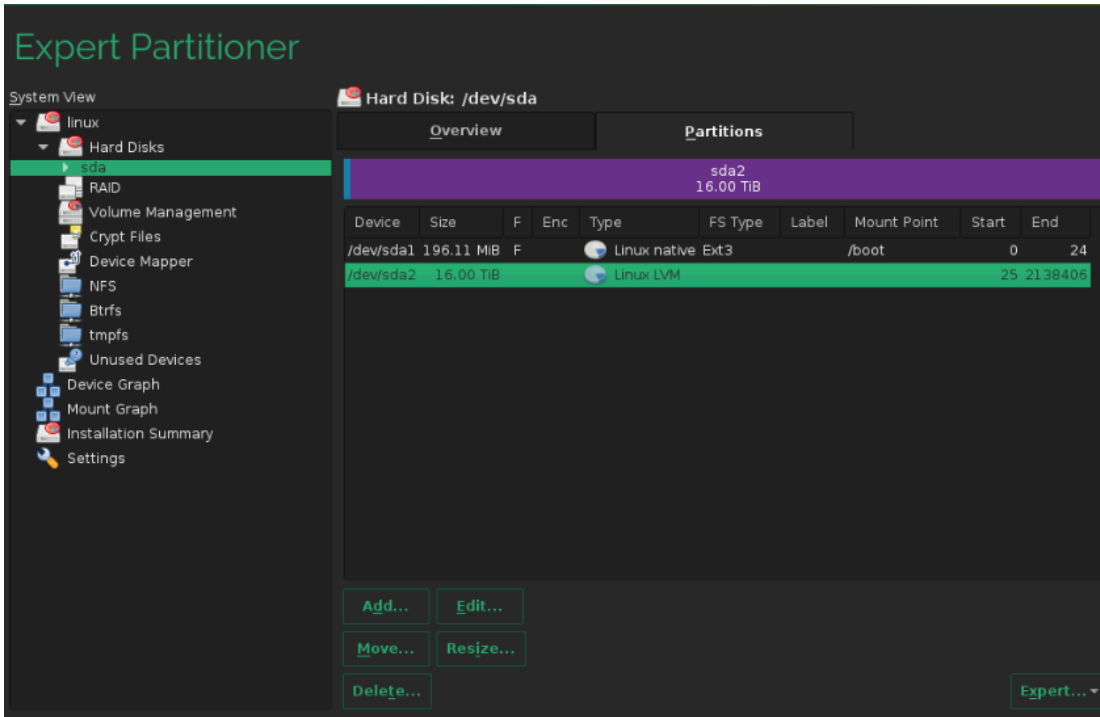 Expert Partitioner
System View
linux
Hard Disks
sda
RAID
Volume Management
Crypt Files
Device Mapper
NFS
Btrfs
tmpfs
Unused Devices
Device Graph
Mount Graph
Installation Summary
Settings
Hard Disk: /dev/sda
Overview Partitions
sda2
16.00 TiB
Device Size F Enc Type FS Type Label Mount Point Start End
/dev/sda1 196.11 MiB F Linux native Ext3 /boot 0 24
/dev/sda2 16.00 TiB Linux LVM 25 2138406
Add... Edit...
Move... Resize...
Delete... Expert...